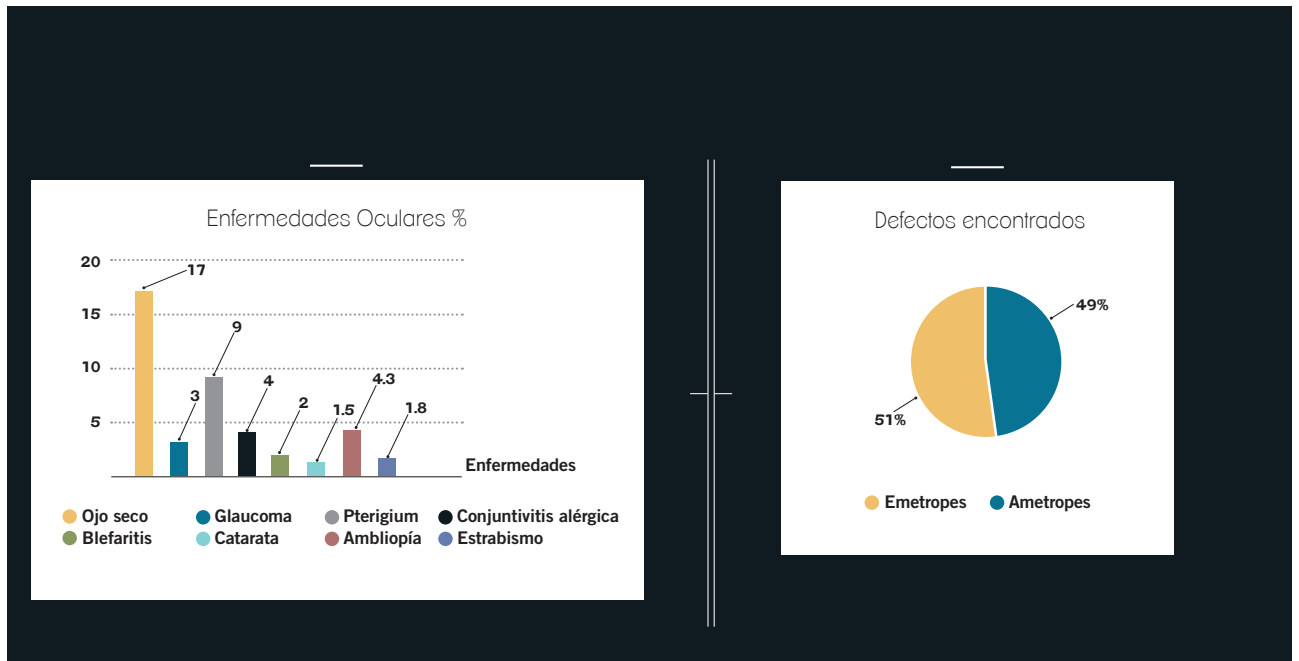 Enfermedades Oculares %
20
17
15
9
10
4
4.3
3
2
1.5
1.8
5
Enfermedades
Ojo seco
Glaucoma
Pterigium
Conjuntivitis alérgica
Blefaritis
Catarata
Ambliopía
Estrabismo
Defectos encontrados
49%
51%
Emetropes
Ametropes